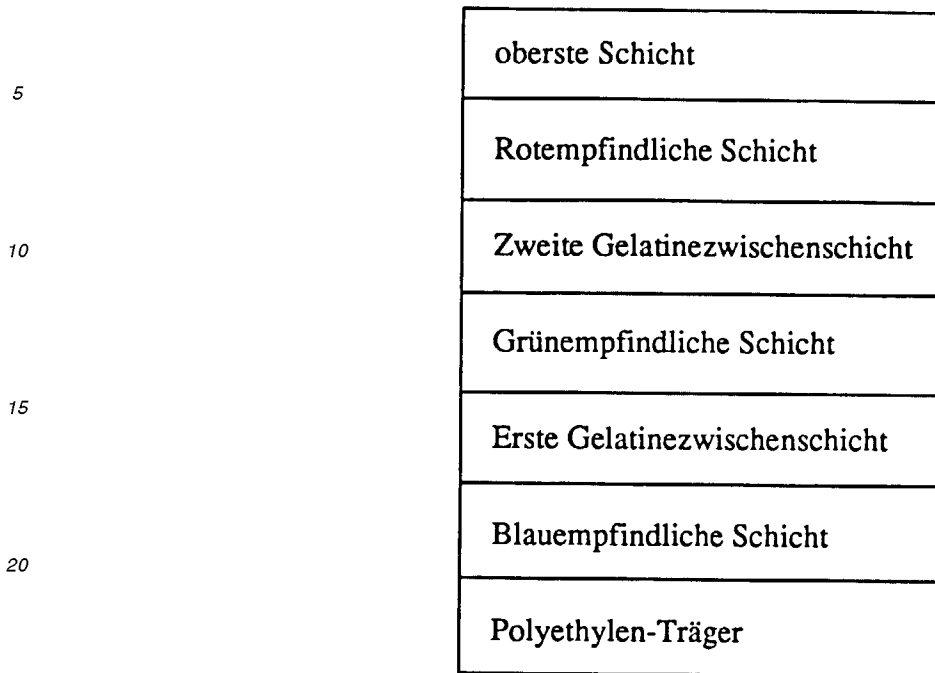 oberste Schicht
5
Rotempfindliche Schicht
10
Zweite Gelatinezwischenschicht
Grünempfindliche Schicht
15
Erste Gelatinezwischenschicht
Blauempfindliche Schicht
20
Polyethylen-Träger